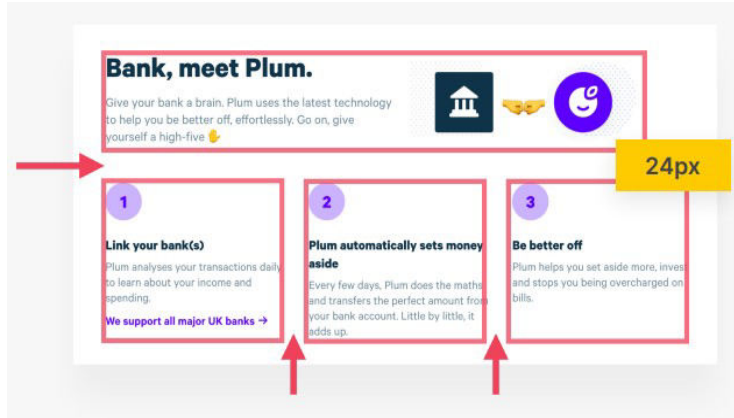 Bank, meet Plum.
Give your bank a brain. Plum uses the latest technology
to help you be better off, effortlessly. Go on, give
yourself a high-five ✋
24px
1
Link your bank(s)
Plum analyses your transactions daily
to learn about your income and
spending.
We support all major UK banks →
2
Plum automatically sets money
aside
Every few days, Plum does the maths
and transfers the perfect amount from
your bank account. Little by little, it
adds up.
3
Be better off
Plum helps you set aside more, invest
and stops you being overcharged on
bills.